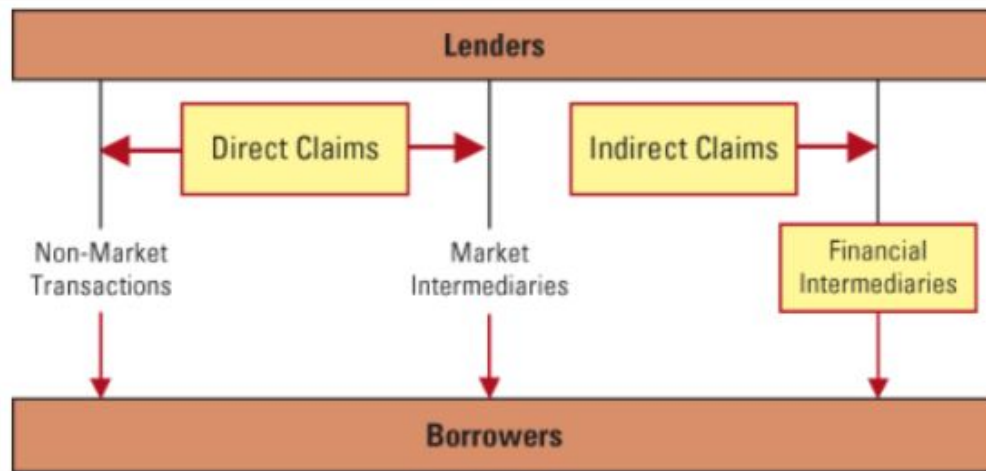 Lenders
Direct Claims
Indirect Claims
Non-Market
Transactions
Market
Intermediaries
Financial
Intermediaries
Borrowers